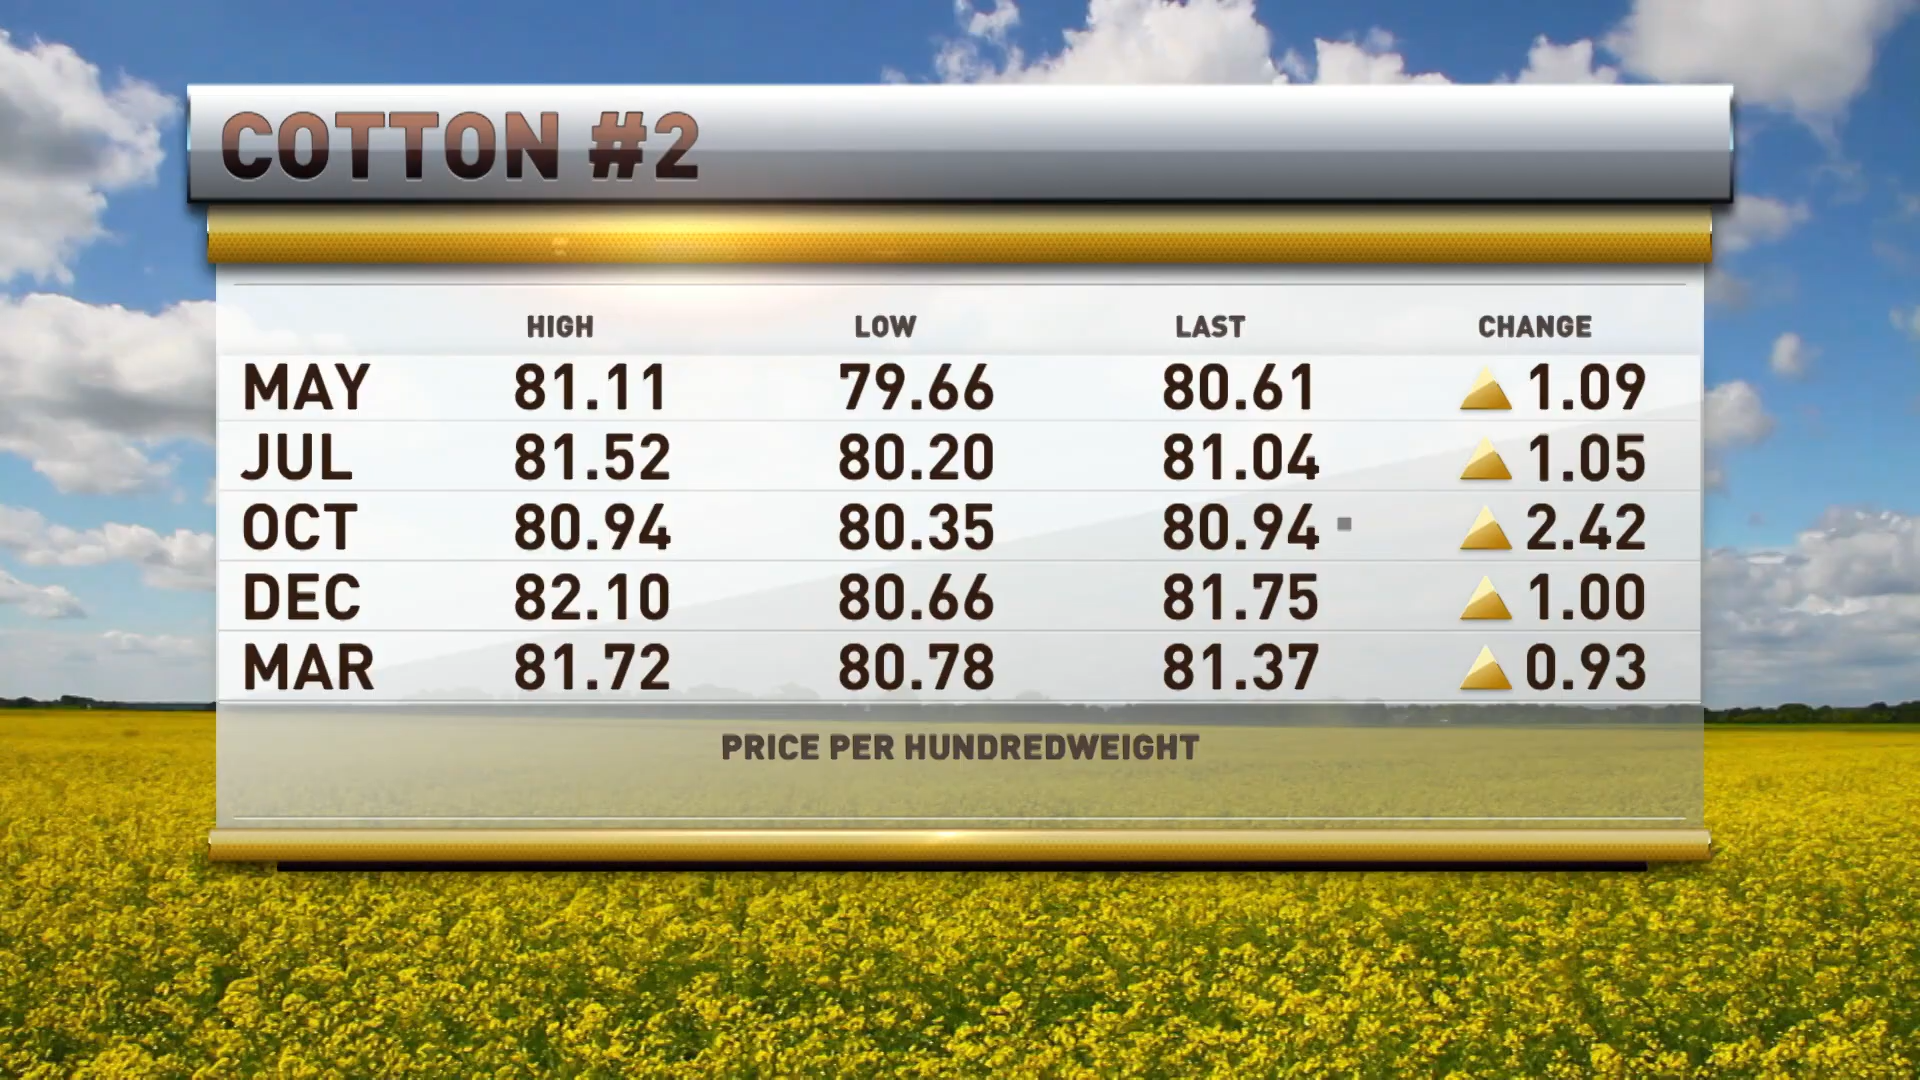 COTTON #2
HIGH LOW LAST CHANGE
MAY 81.11 79.66 80.61 1.09
JUL 81.52 80.20 81.04 1.05
OCT 80.94 80.35 80.94 2.42
DEC 82.10 80.66 81.75 1.00
MAR 81.72 80.78 81.37 0.93
PRICE PER HUNDREDWEIGHT